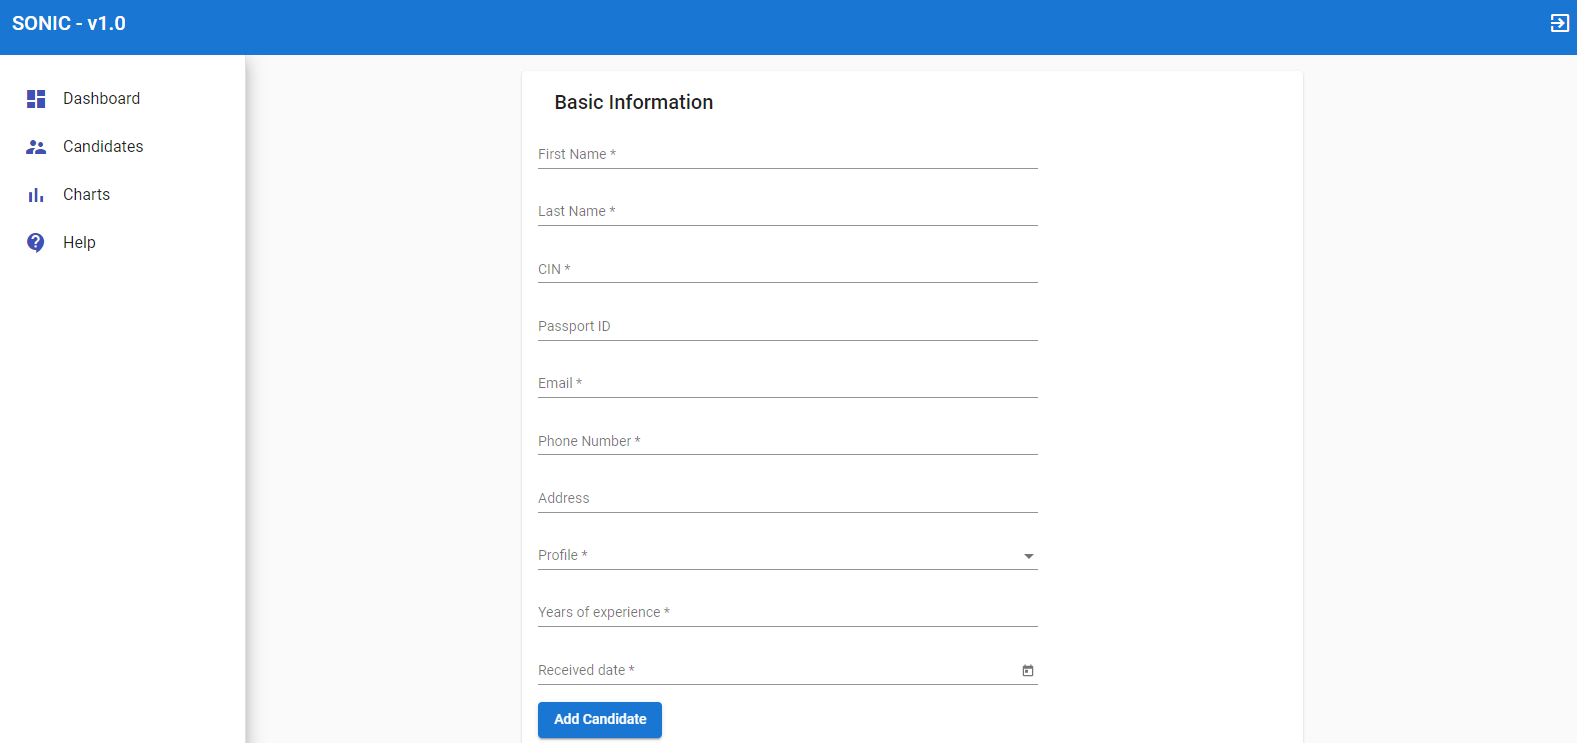 SONIC - v1.0
Dashboard
Candidates
Charts
Help
Basic Information
First Name *
Last Name *
CIN *
Passport ID
Email *
Phone Number *
Address
Profile *
Years of experience *
Received date *
Add Candidate